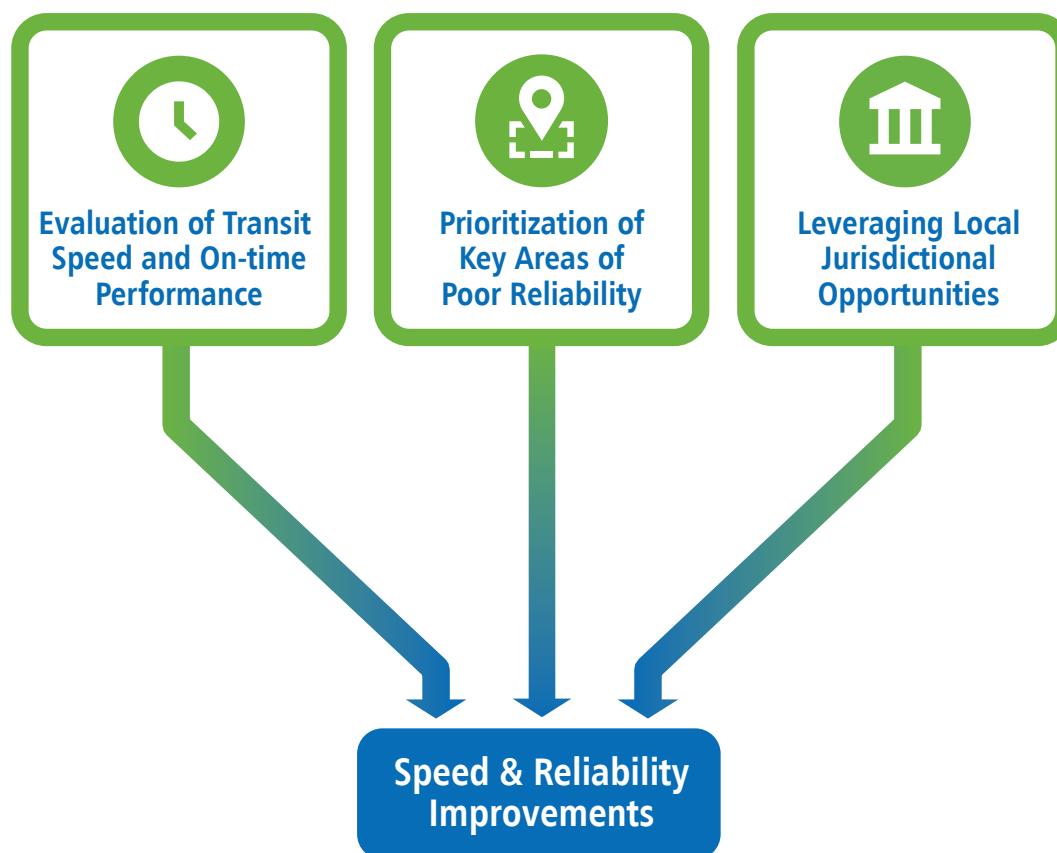 Evaluation of Transit
Speed and On-time
Performance
Prioritization of
Key Areas of
Poor Reliability
Leveraging Local
Jurisdictional
Opportunities
Speed & Reliability
Improvements